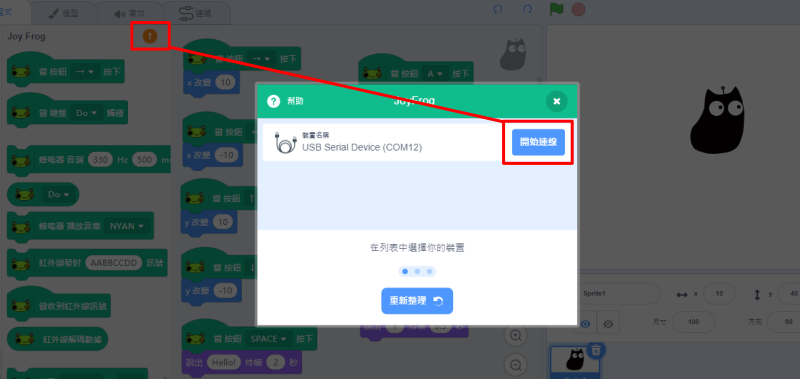 程式
造型
音效
連線
Joy Frog
當 按鈕 → 按下
當 鍵盤 Do 觸碰
蜂鳴器 音調 330 Hz 500 ms
Do
蜂鳴器 播放音樂 NYAN
紅外線發射 AABBCCDD 訊號
當收到紅外線訊號
紅外線解碼數據
當 按鈕 → 按下
x 改變 10
當 按鈕
x 改變 -10
當 按鈕
y 改變 10
當 按鈕
y 改變 -10
當 按鈕 SPACE 按下
說出 Hello! 持續 2 秒
當 按鈕 A 按下
幫助
JoyFrog
裝置名稱
USB Serial Device (COM12)
開始連線
在列表中選擇你的裝置
重新整理
Sprite1
x 10
y 40
尺寸 100
方向 90